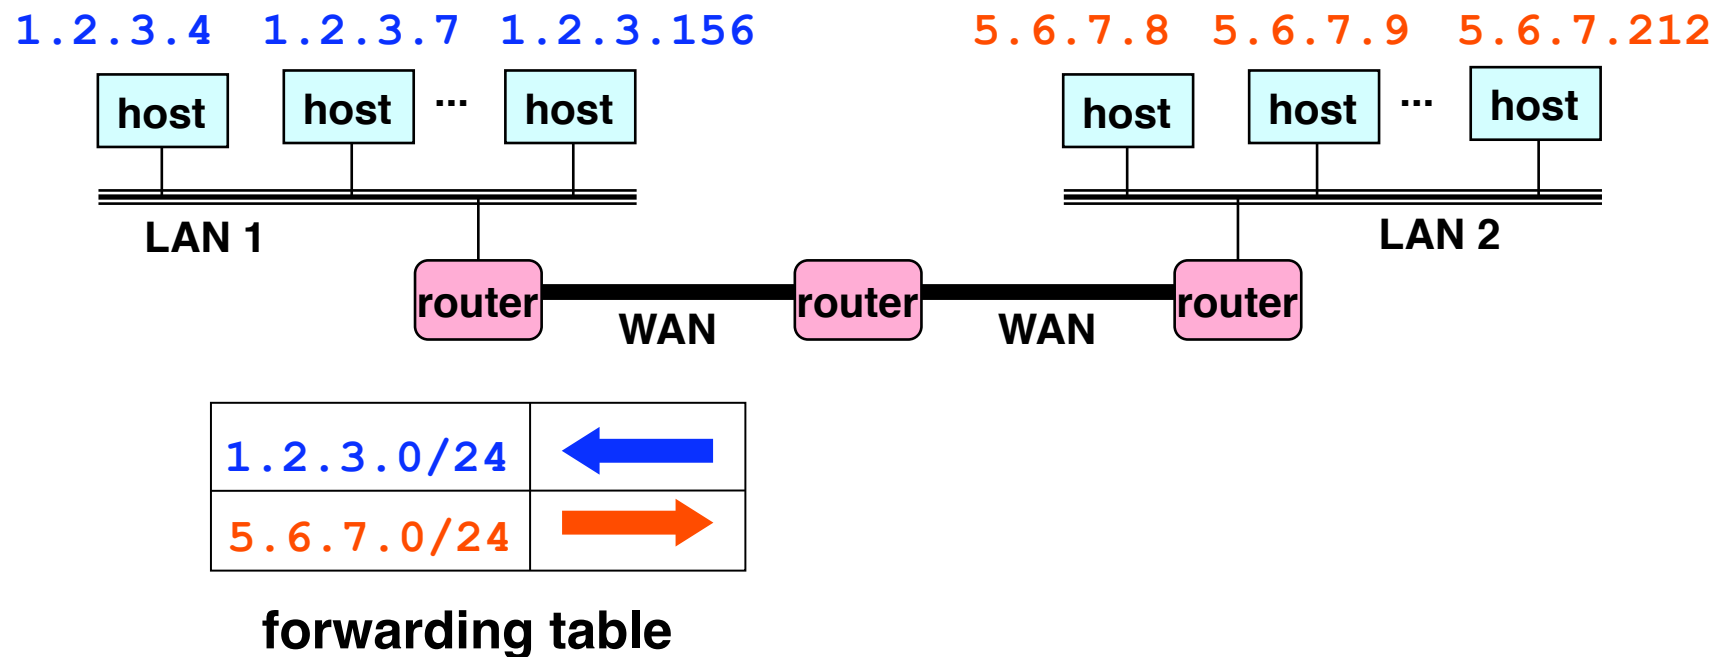 1.2.3.4 1.2.3.7 1.2.3.156 5.6.7.8 5.6.7.9 5.6.7.212
host host ... host host host ... host
LAN 1 LAN 2
router router router
WAN WAN
1.2.3.0/24
5.6.7.0/24
forwarding table